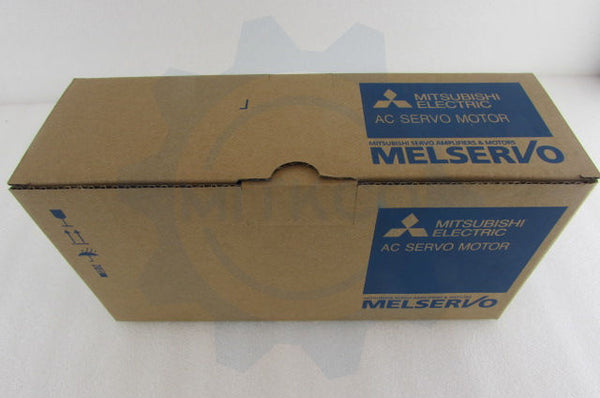 MITSUBISHI
ELECTRIC
AC SERVO MOTOR
MITSUBISHI SERVO AMPLIFIERS & MOTORS
MELSERVO
MITSUBISHI
ELECTRIC
AC SERVO MOTOR
MITSUBISHI SERVO AMPLIFIERS & MOTORS
MELSERVO